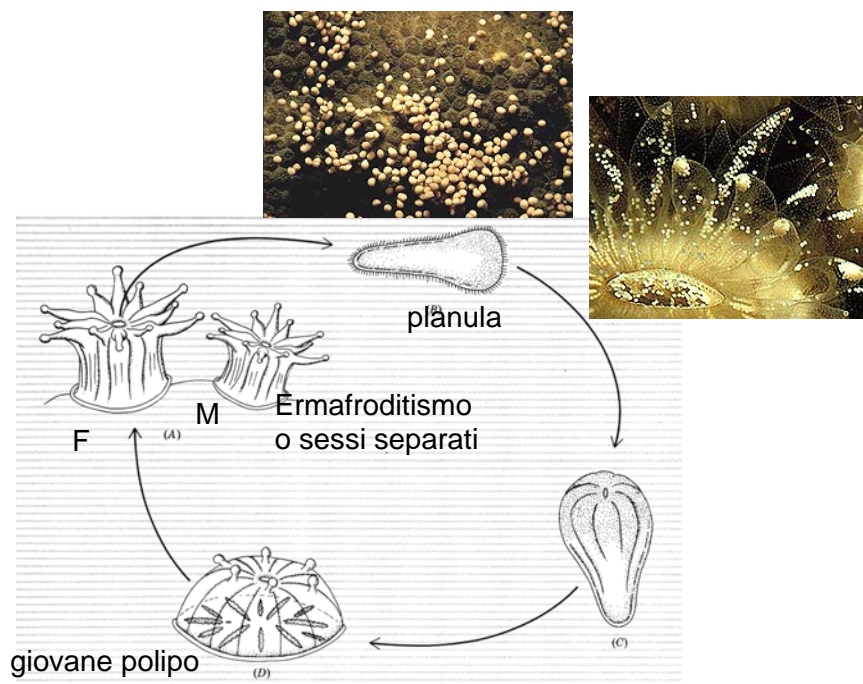 (B)
planula
F
(A)
M
Ermafroditismo
o sessi separati
(C)
giovane polipo
(D)